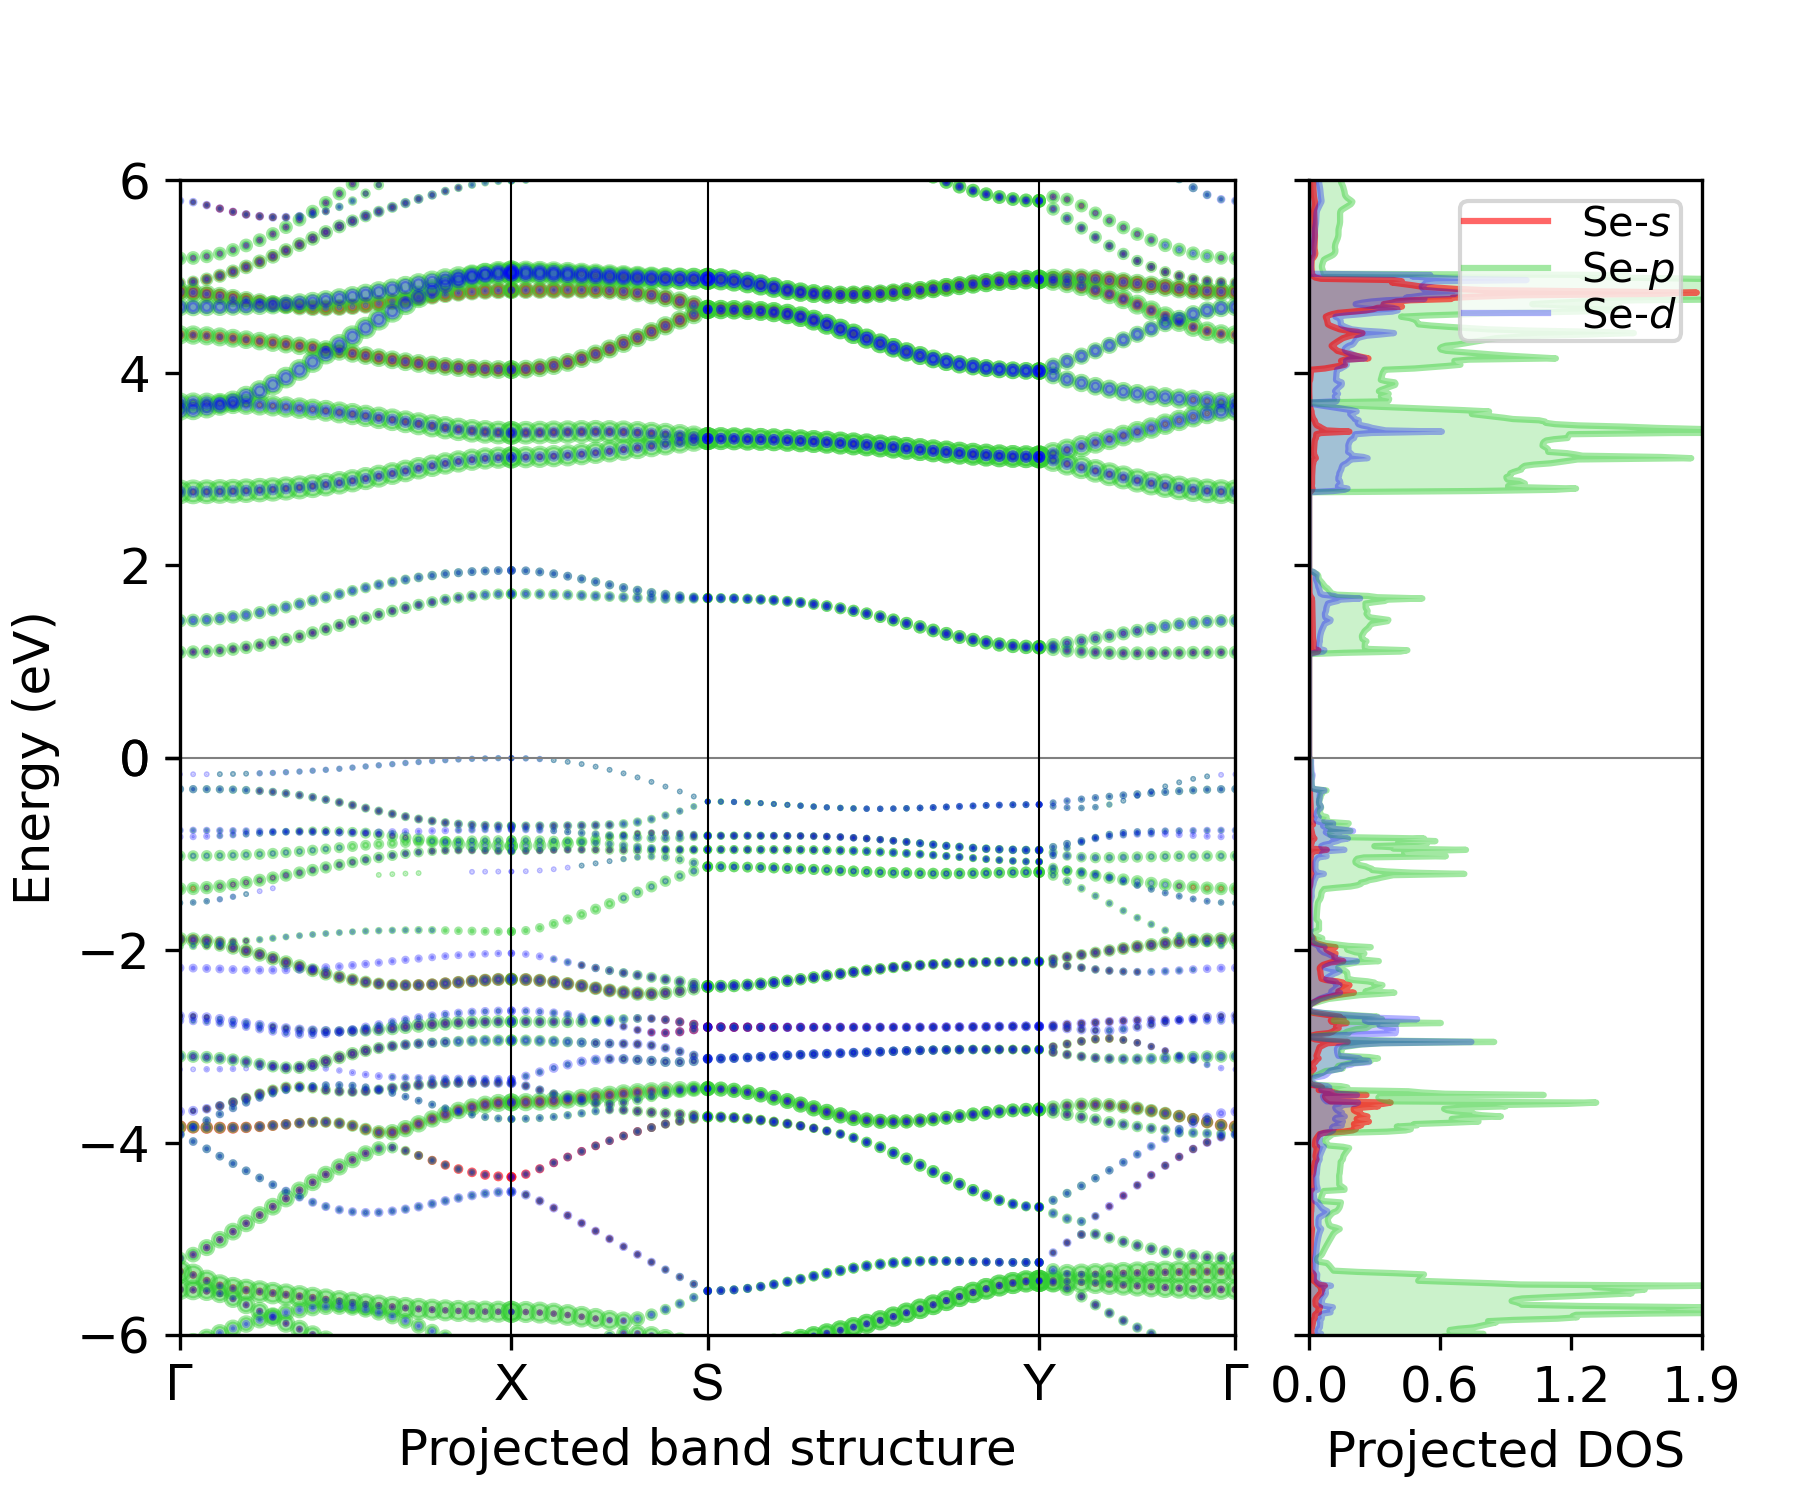 6
4
2
0
−2
−4
−6
Energy (eV)
Γ
X
S
Y
Γ
Projected band structure
Se-s
Se-p
Se-d
0.0
0.6
1.2
1.9
Projected DOS